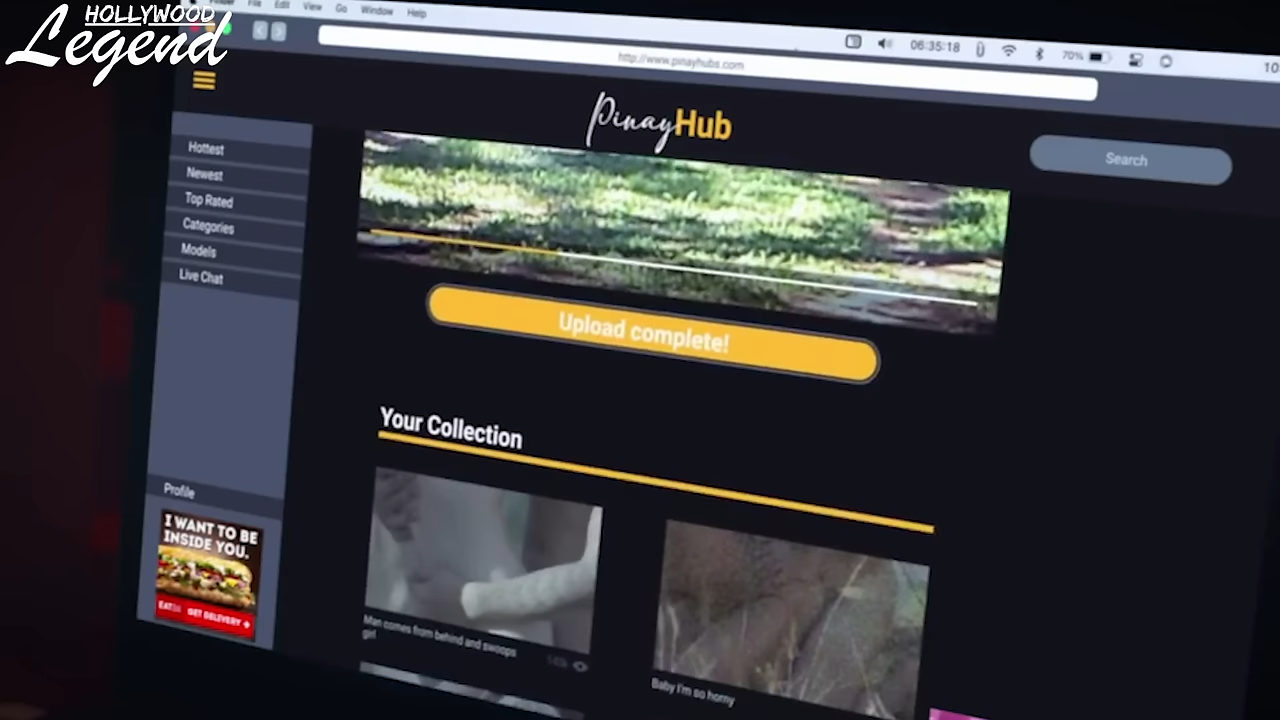 HOLLYWOOD
Legend
Finder File Edit View Go Window Help
06:35:18 70% 10
http://www.pinayhubs.com
PinayHub
Search
Hottest
Newest
Top Rated
Categories
Models
Live Chat
Upload complete!
Your Collection
Profile
I WANT TO BE
INSIDE YOU.
GET DELIVERY
Man comes from behind and swoops
girl
Baby I'm so horny